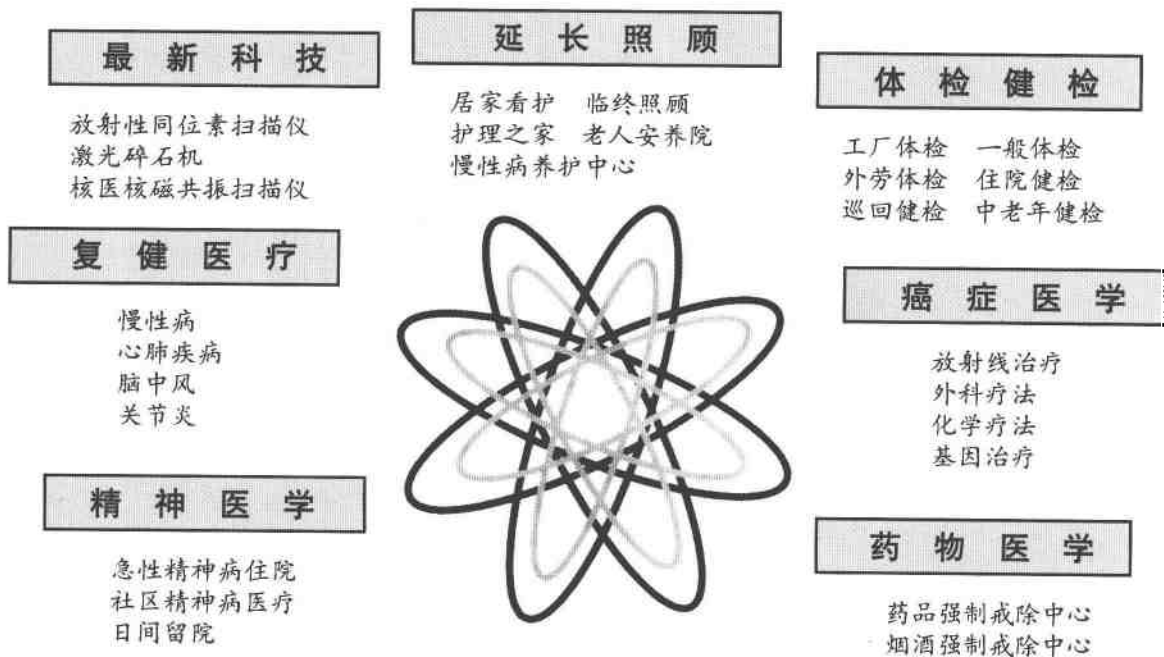 最新科技
放射性同位素扫描仪
激光碎石机
核医核磁共振扫描仪
延长照顾
居家看护 临终照顾
护理之家 老人安养院
慢性病养护中心
体检健检
工厂体检 一般体检
外劳体检 住院健检
巡回健检 中老年健检
复健医疗
慢性病
心肺疾病
脑中风
关节炎
癌症医学
放射线治疗
外科疗法
化学疗法
基因治疗
精神医学
急性精神病住院
社区精神病医疗
日间留院
药物医学
药品强制戒除中心
烟酒强制戒除中心